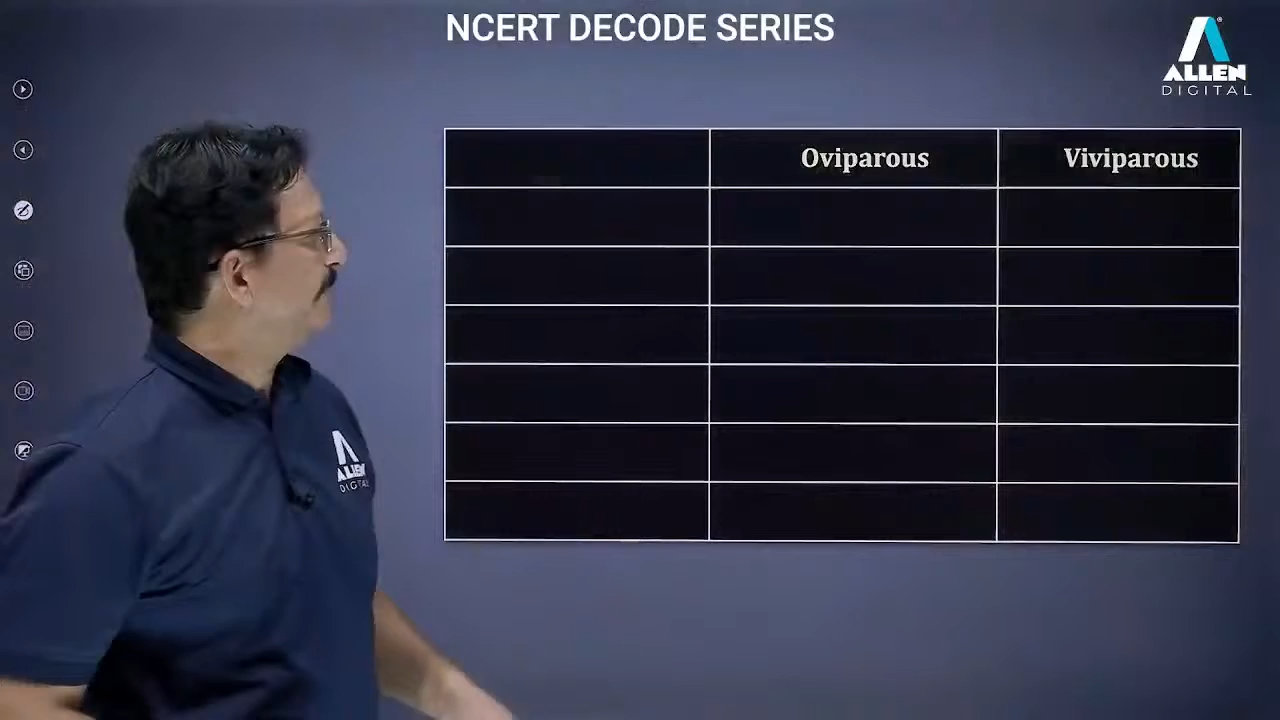 NCERT DECODE SERIES
ALLEN
DIGITAL
Oviparous
Viviparous
ALLEN
DIGITAL